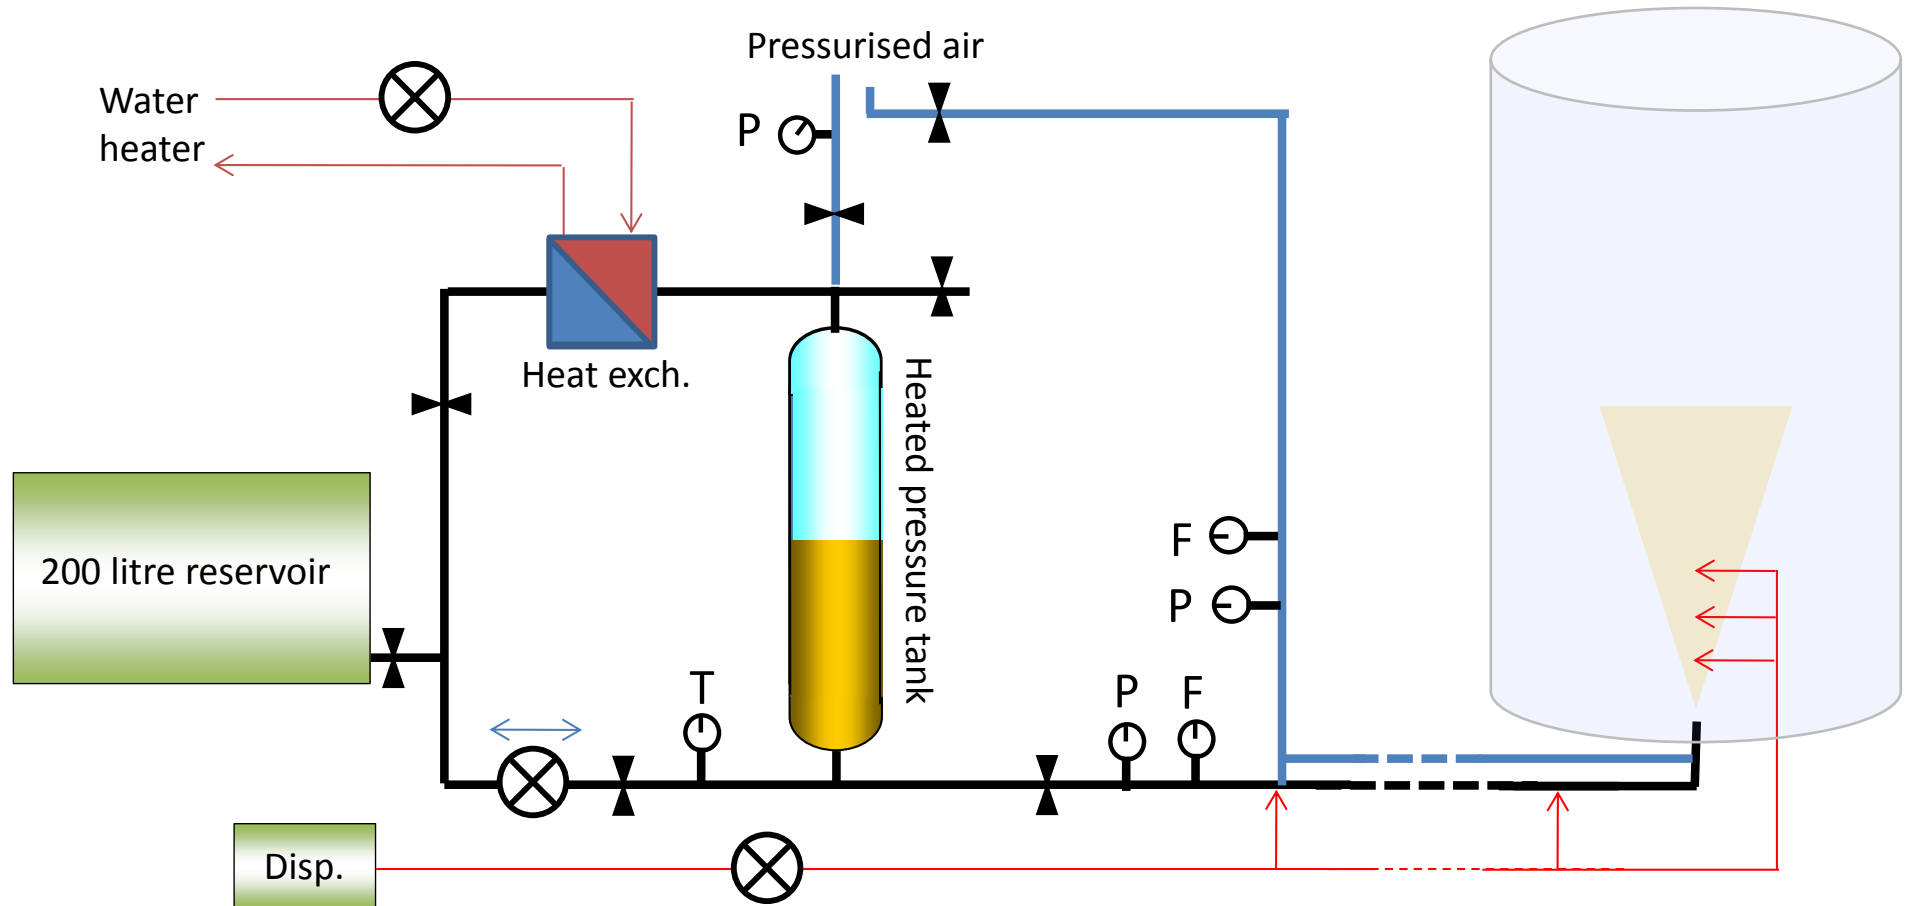 Pressurised air
Water
heater
P
Heat exch.
Heated pressure tank
F
200 litre reservoir
P
T
P
F
Disp.